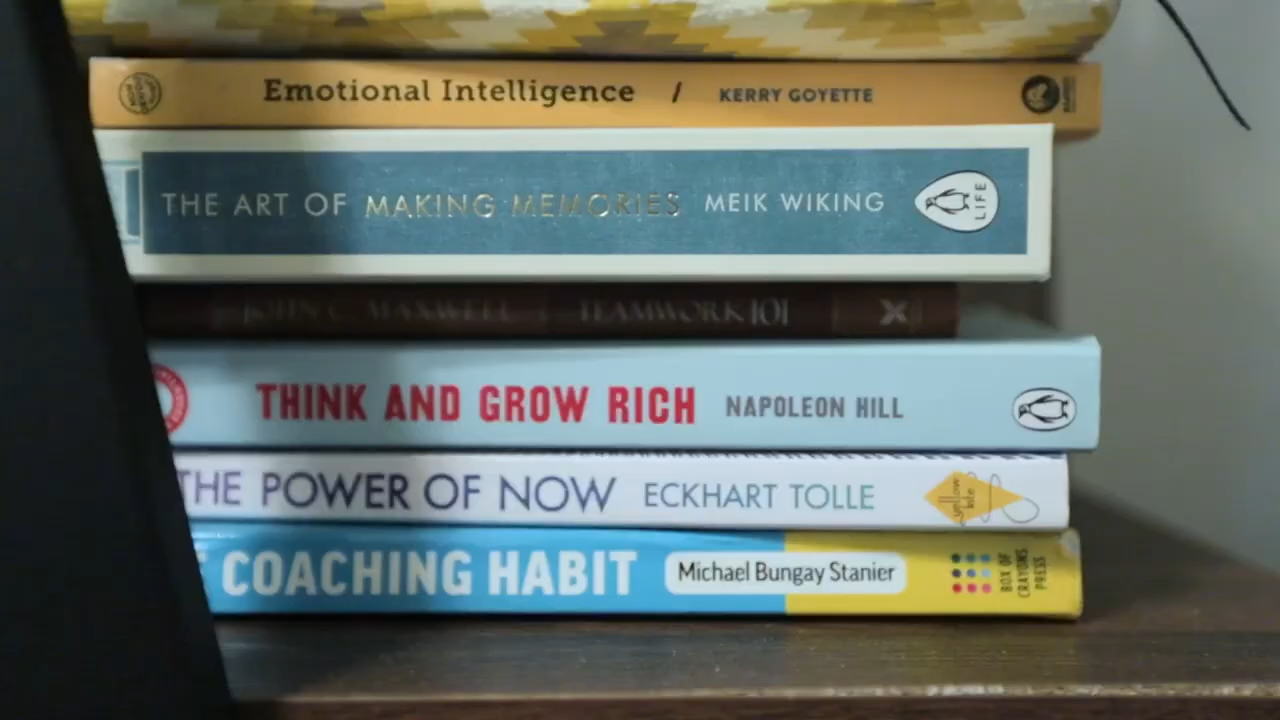 Emotional Intelligence / KERRY GOYETTE
THE ART OF MAKING MEMORIES MEIK WIKING LIFE
JOHN C. MAXWELL TEAMWORK 101
THINK AND GROW RICH NAPOLEON HILL
THE POWER OF NOW ECKHART TOLLE yellow kite
COACHING HABIT Michael Bungay Stanier BOX OF CRAYONS PRESS